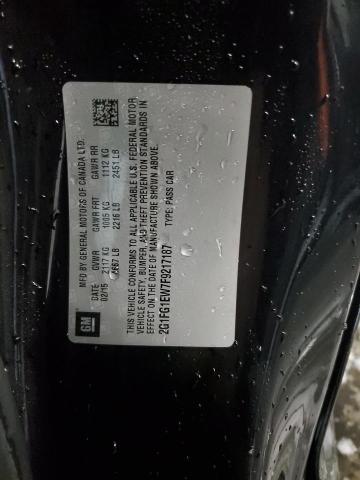 GM
MFD BY GENERAL MOTORS OF CANADA LTD.
DATE GVWR GAWR FRT GAWR RR
02/15 2117 KG 1005 KG 1112 KG
4667 LB 2216 LB 2451 LB
THIS VEHICLE CONFORMS TO ALL APPLICABLE U.S. FEDERAL MOTOR
VEHICLE SAFETY, BUMPER, AND THEFT PREVENTION STANDARDS IN
EFFECT ON THE DATE OF MANUFACTURE SHOWN ABOVE.
2G1FG1EW7F9217187 TYPE: PASS CAR